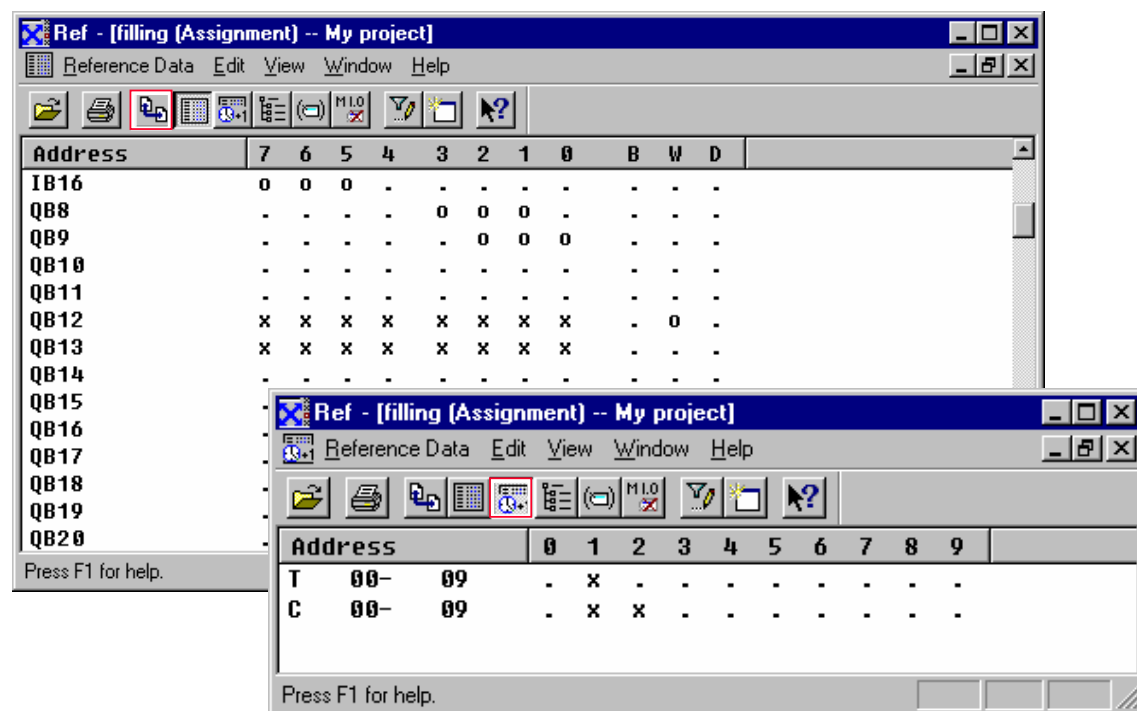 Ref - [filling (Assignment) -- My project]
Reference Data Edit View Window Help
M I.0
Address 7 6 5 4 3 2 1 0 B W D
IB16 o o o . . . . . . . .
QB8 . . . . o o o . . . .
QB9 . . . . . o o o . . .
QB10 . . . . . . . . . . .
QB11 . . . . . . . . . . .
QB12 x x x x x x x x . o .
QB13 x x x x x x x x . . .
QB14 . . . . . . . . . . .
QB15 .
QB16 .
QB17 .
QB18 .
QB19 .
QB20 .
Press F1 for help.
Ref - [filling (Assignment) -- My project]
Reference Data Edit View Window Help
M I.0
Address 0 1 2 3 4 5 6 7 8 9
T 00- 09 . x . . . . . . . .
C 00- 09 . x x . . . . . . .
Press F1 for help.